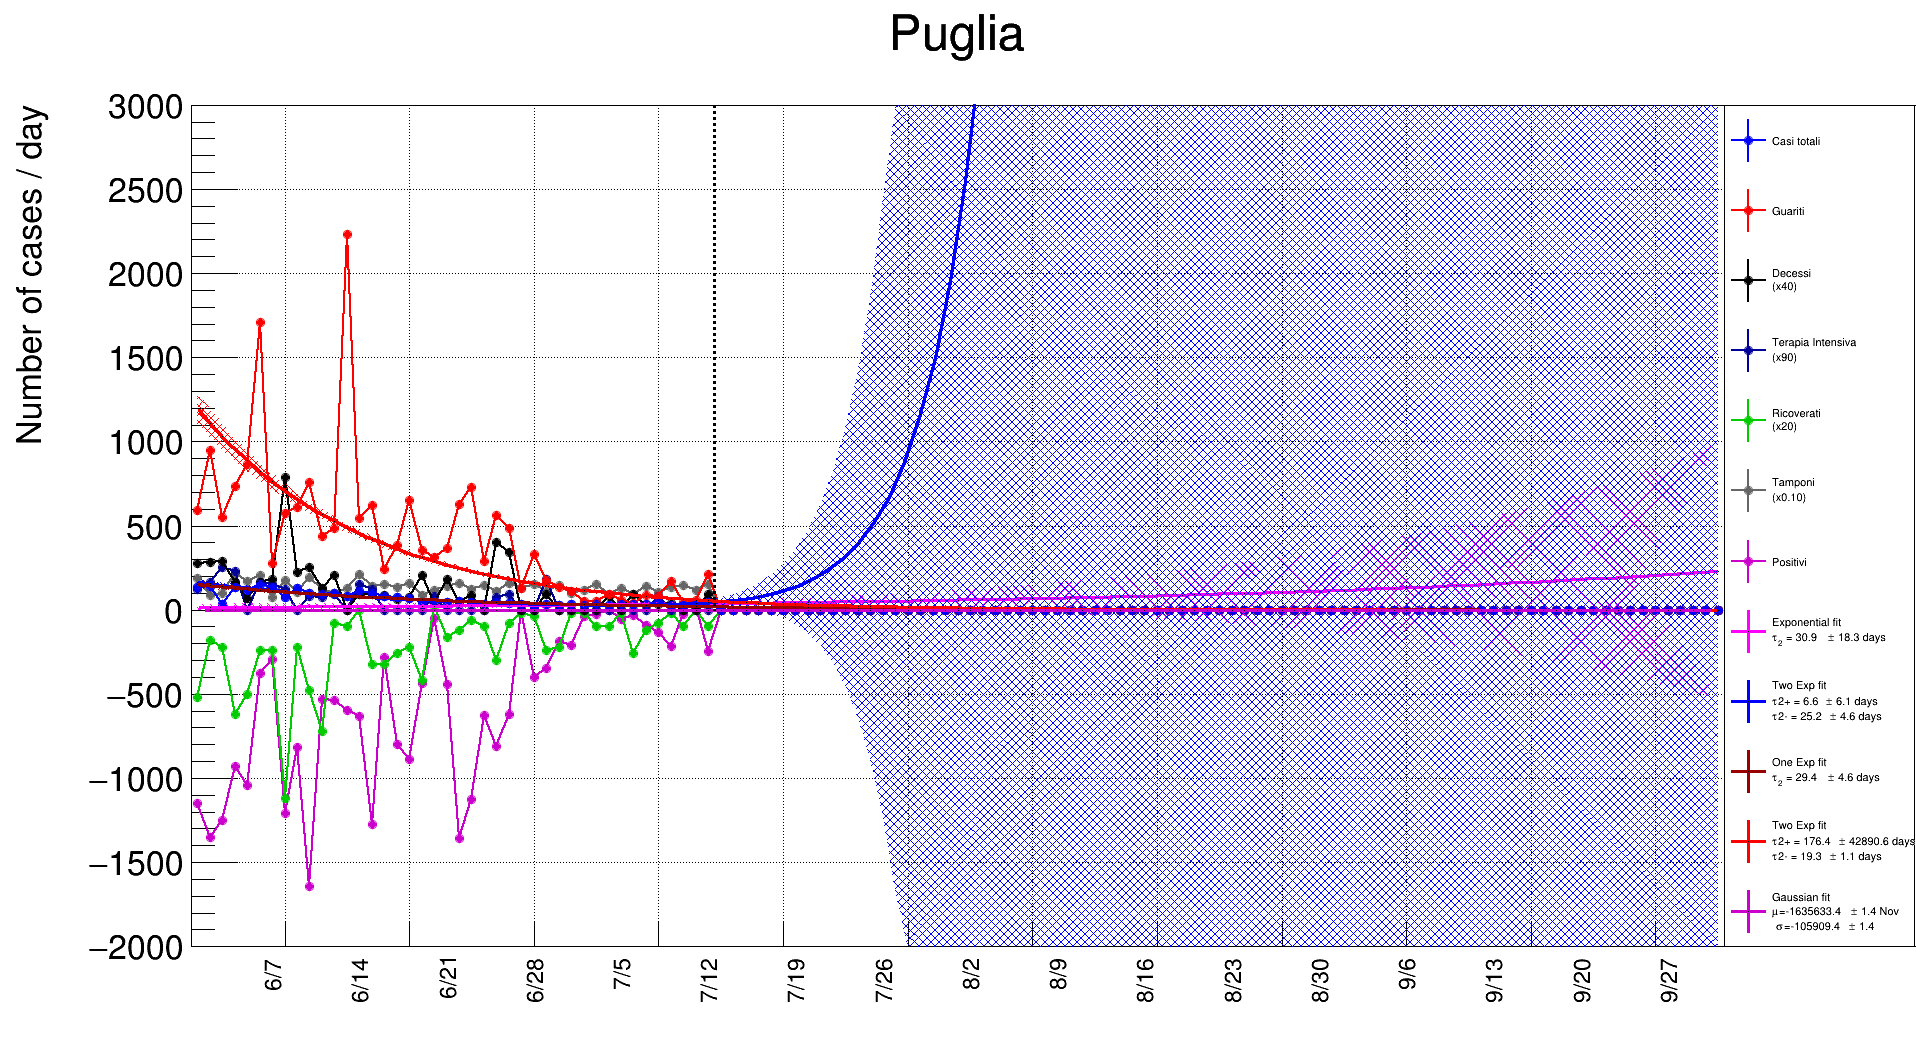 Puglia
Number of cases / day
3000
2500
2000
1500
1000
500
0
−500
−1000
−1500
−2000
6/7
6/14
6/21
6/28
7/5
7/12
7/19
7/26
8/2
8/9
8/16
8/23
8/30
9/6
9/13
9/20
9/27
Casi totali
Guariti
Decessi
(x40)
Terapia Intensiva
(x90)
Ricoverati
(x20)
Tamponi
(x0.10)
Positivi
Exponential fit
τ2 = 30.9 ± 18.3 days
Two Exp fit
τ2+ = 6.6 ± 6.1 days
τ2- = 25.2 ± 4.6 days
One Exp fit
τ2 = 29.4 ± 4.6 days
Two Exp fit
τ2+ = 176.4 ± 42890.6 days
τ2- = 19.3 ± 1.1 days
Gaussian fit
μ=-1635633.4 ± 1.4 Nov
σ=-105909.4 ± 1.4